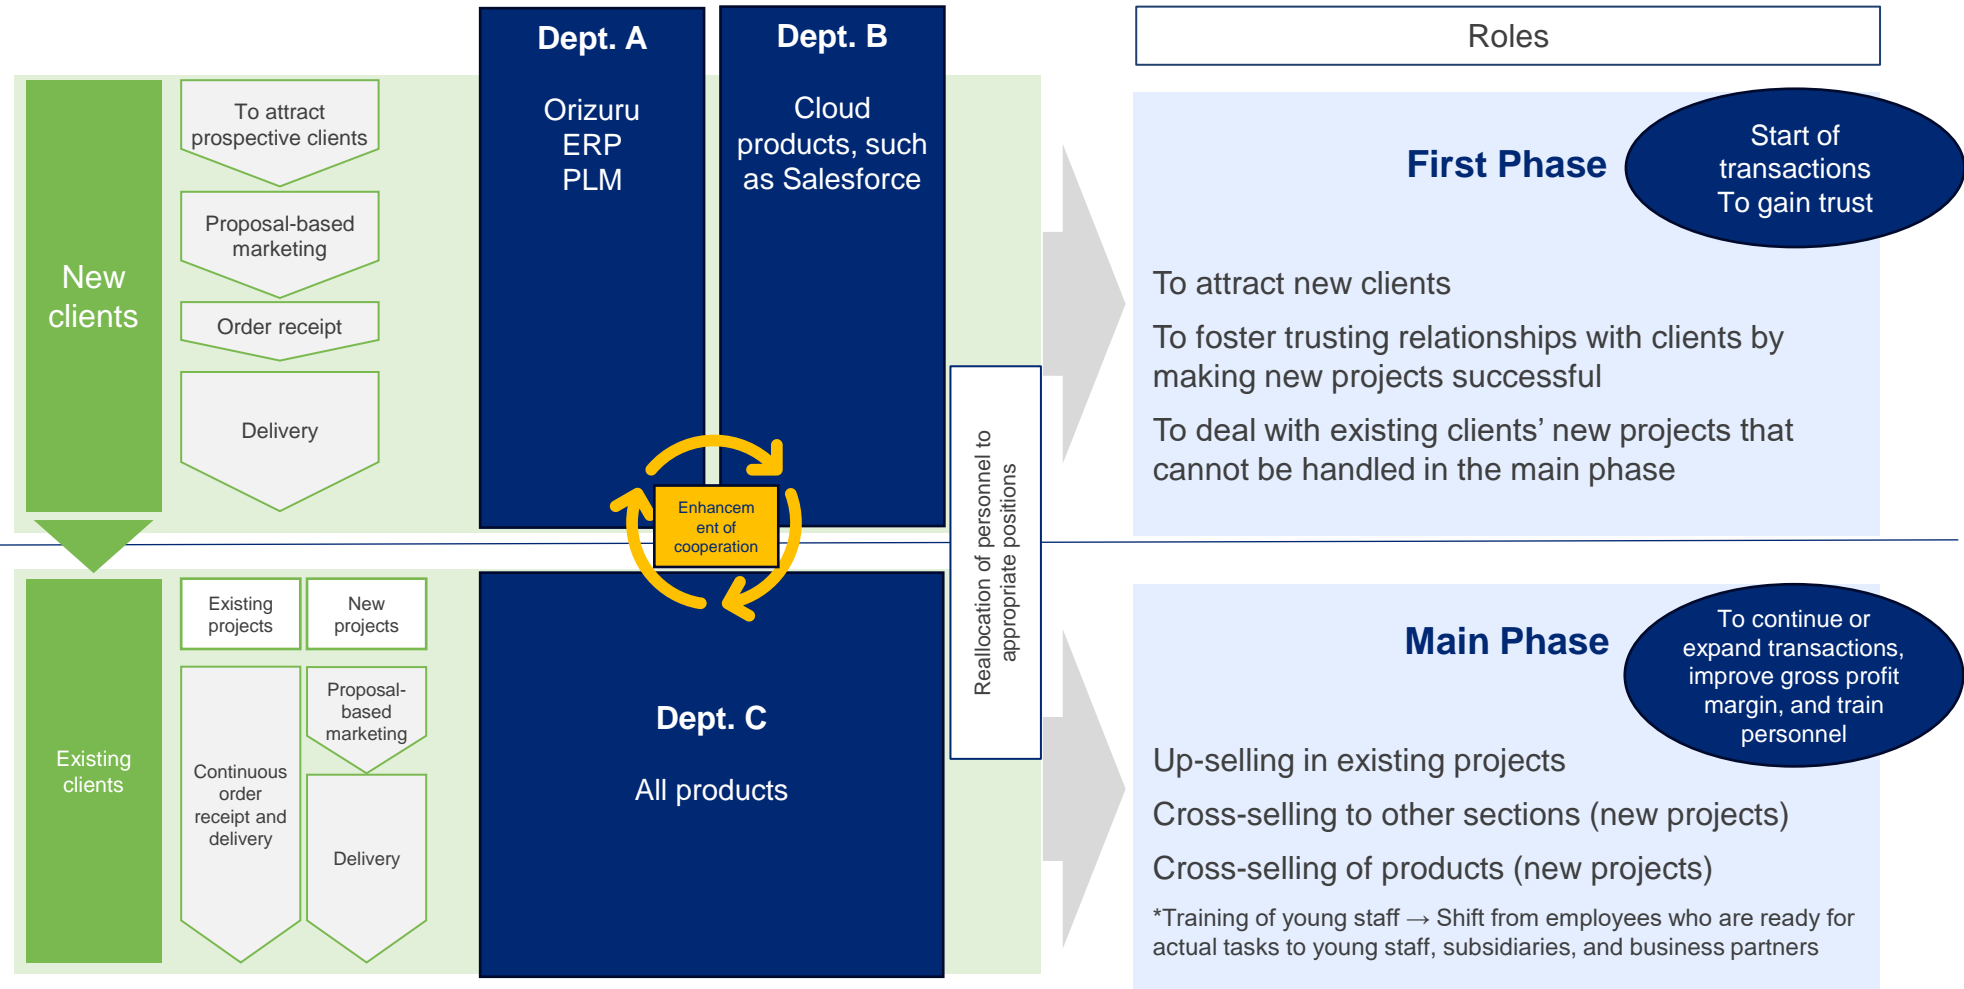 Dept. A
Orizuru
ERP
PLM
Dept. B
Cloud
products, such
as Salesforce
Roles
New
clients
To attract
prospective clients
Proposal-based
marketing
Order receipt
Delivery
First Phase
Start of
transactions
To gain trust
To attract new clients
To foster trusting relationships with clients by
making new projects successful
To deal with existing clients’ new projects that
cannot be handled in the main phase
Enhancem
ent of
cooperation
Reallocation of personnel to
appropriate positions
Existing
clients
Existing
projects
New
projects
Continuous
order
receipt and
delivery
Proposal-
based
marketing
Delivery
Dept. C
All products
Main Phase
To continue or
expand transactions,
improve gross profit
margin, and train
personnel
Up-selling in existing projects
Cross-selling to other sections (new projects)
Cross-selling of products (new projects)
*Training of young staff → Shift from employees who are ready for
actual tasks to young staff, subsidiaries, and business partners